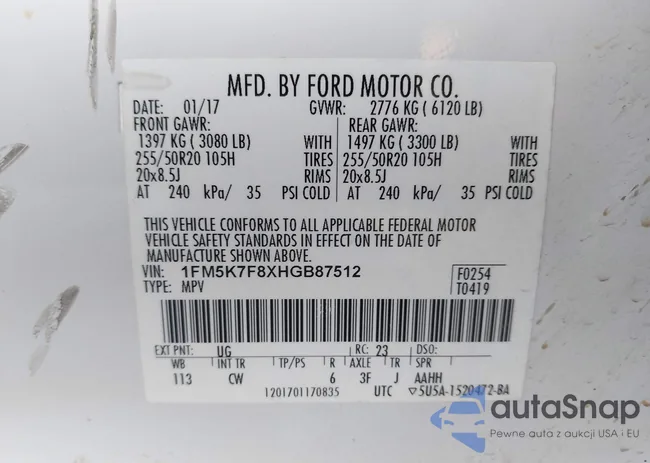 MFD. BY FORD MOTOR CO.
DATE: 01/17 GVWR: 2776 KG ( 6120 LB)
FRONT GAWR: REAR GAWR:
1397 KG ( 3080 LB) WITH 1497 KG ( 3300 LB) WITH
255/50R20 105H TIRES 255/50R20 105H TIRES
20x8.5J RIMS 20x8.5J RIMS
AT 240 kPa/ 35 PSI COLD AT 240 kPa/ 35 PSI COLD
THIS VEHICLE CONFORMS TO ALL APPLICABLE FEDERAL MOTOR
VEHICLE SAFETY STANDARDS IN EFFECT ON THE DATE OF
MANUFACTURE SHOWN ABOVE.
VIN: 1FM5K7F8XHGB87512 F0254
TYPE: MPV T0419
EXT PNT: UG RC: 23 DSO:
WB INT TR TP/PS R AXLE TR SPR
113 CW 6 3F J AAHH
1201701170835 UTC ▽5U5A-1520472-BA
autaSnap
Pewne auta z aukcji USA i EU